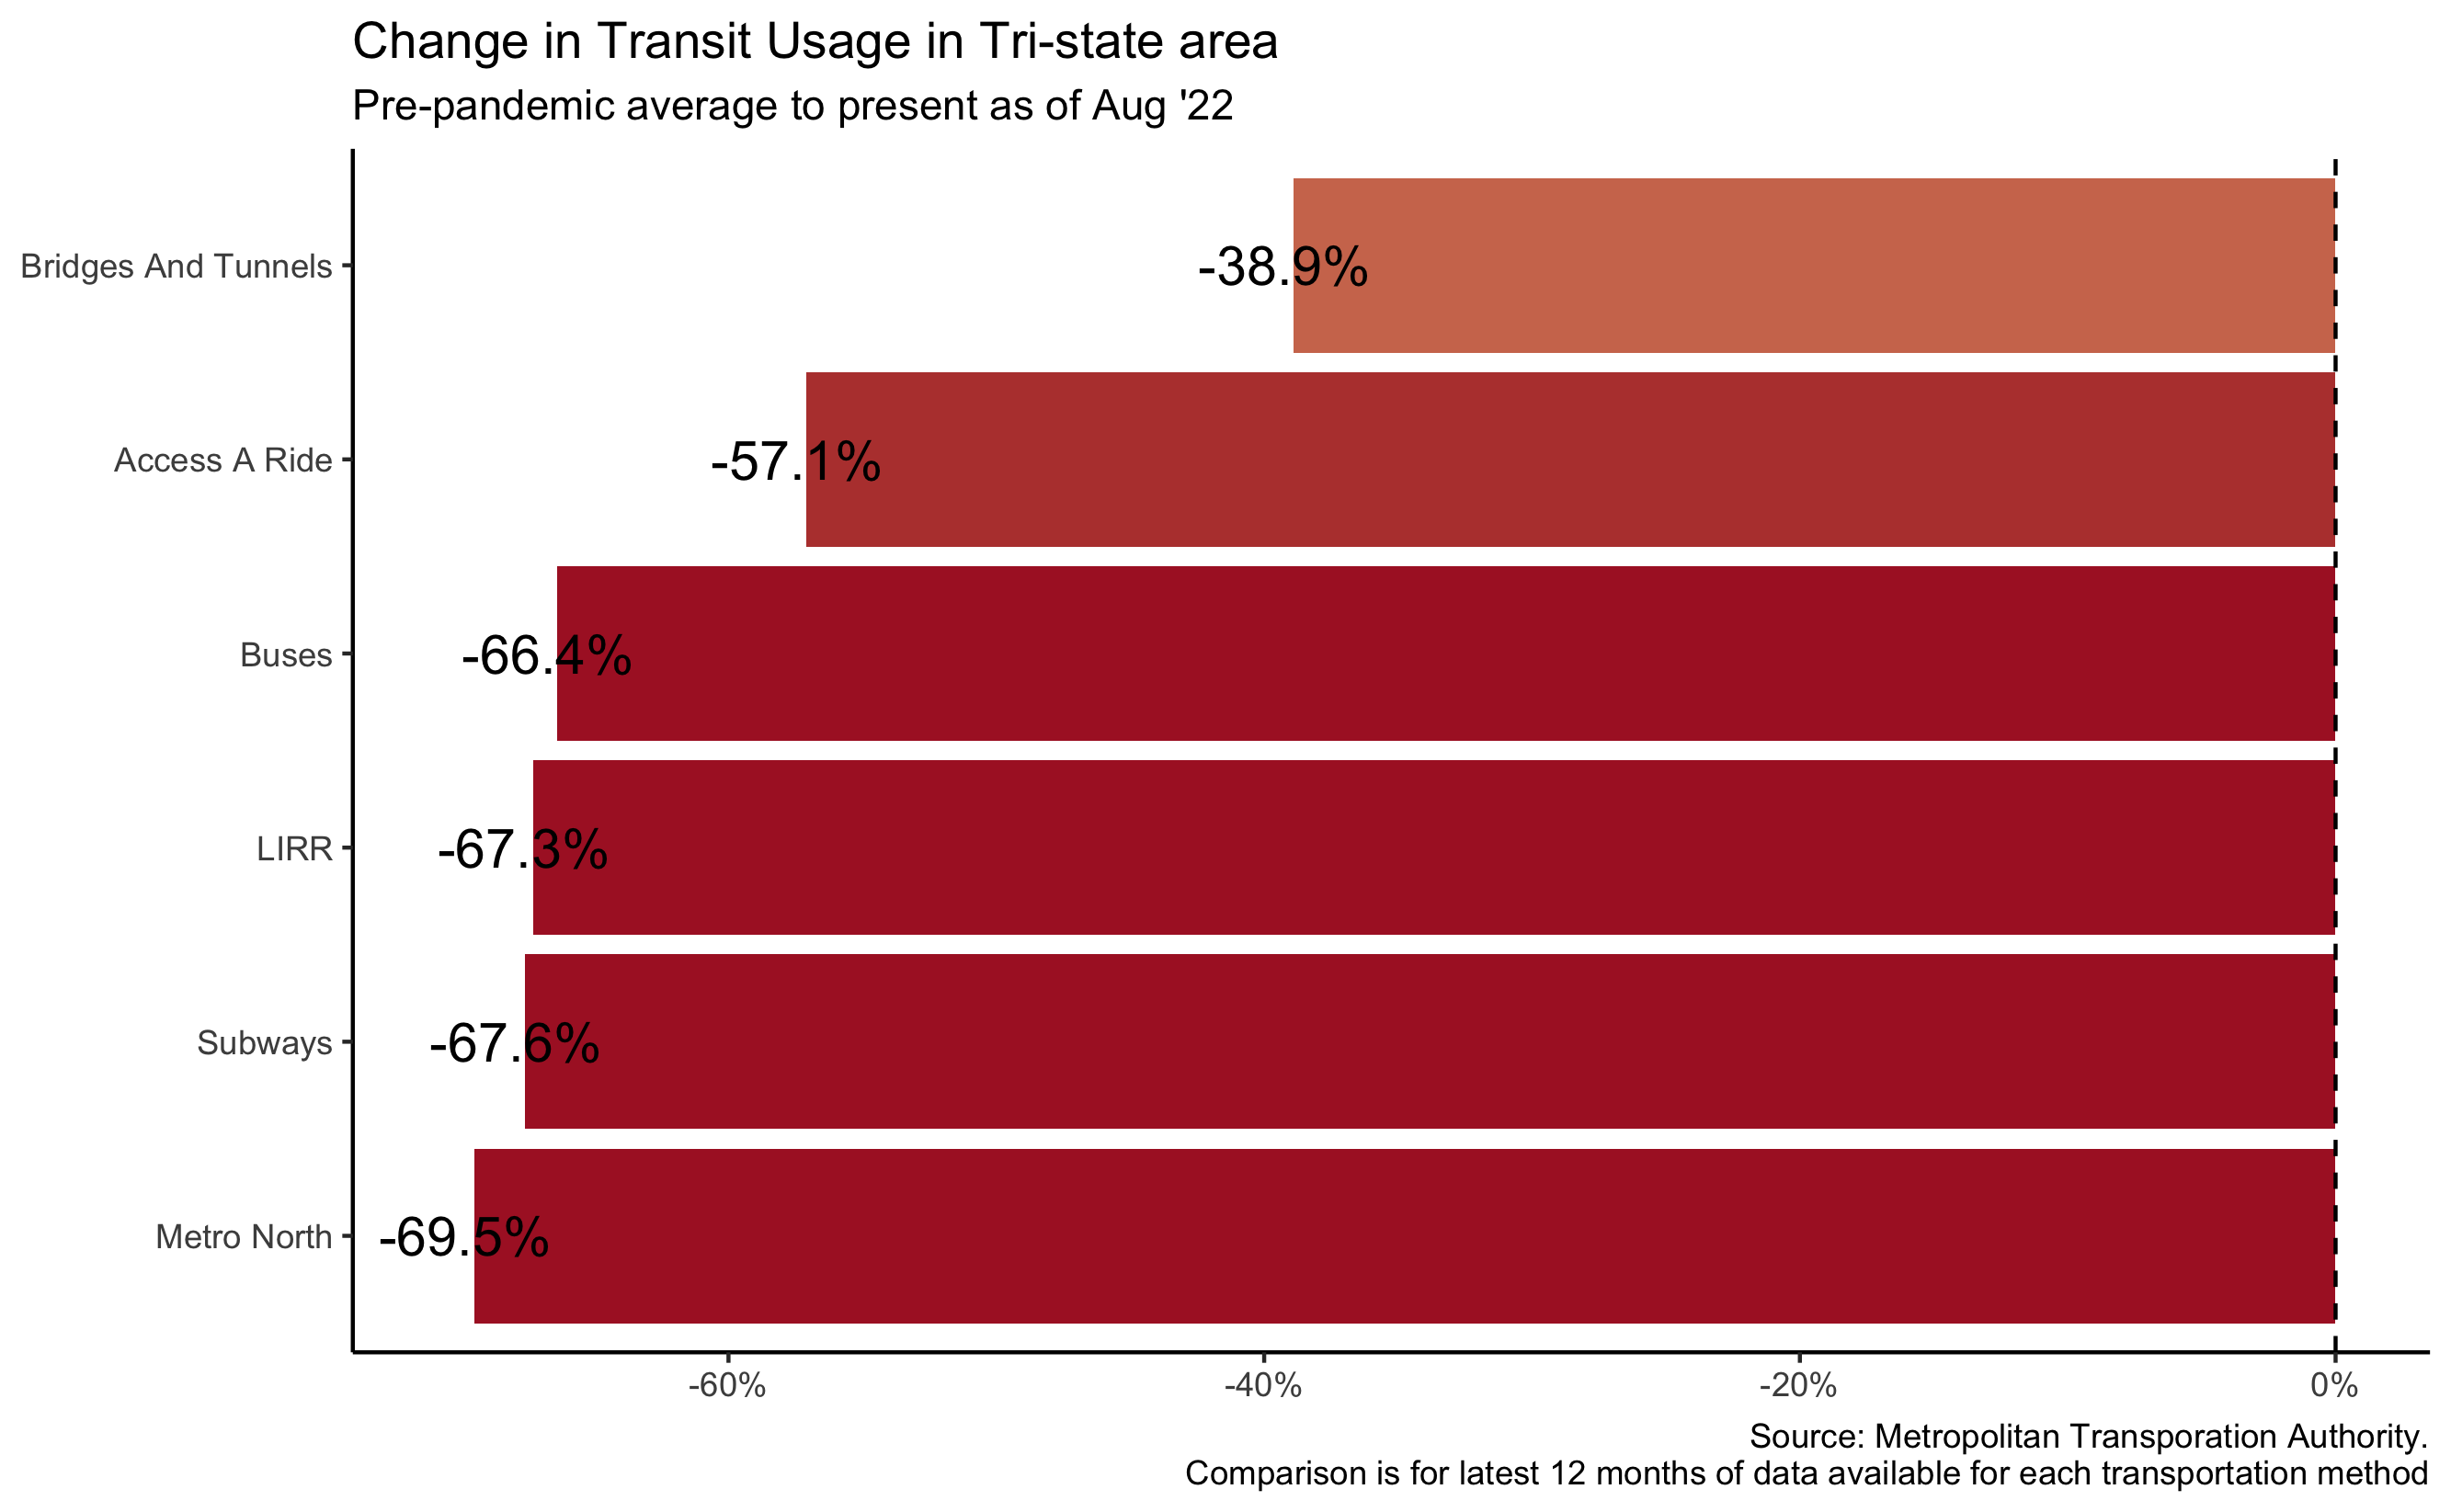 Change in Transit Usage in Tri-state area
Pre-pandemic average to present as of Aug '22
Bridges And Tunnels
-38.9%
Access A Ride
-57.1%
Buses
-66.4%
LIRR
-67.3%
Subways
-67.6%
Metro North
-69.5%
-60%
-40%
-20%
0%
Source: Metropolitan Transporation Authority.
Comparison is for latest 12 months of data available for each transportation method